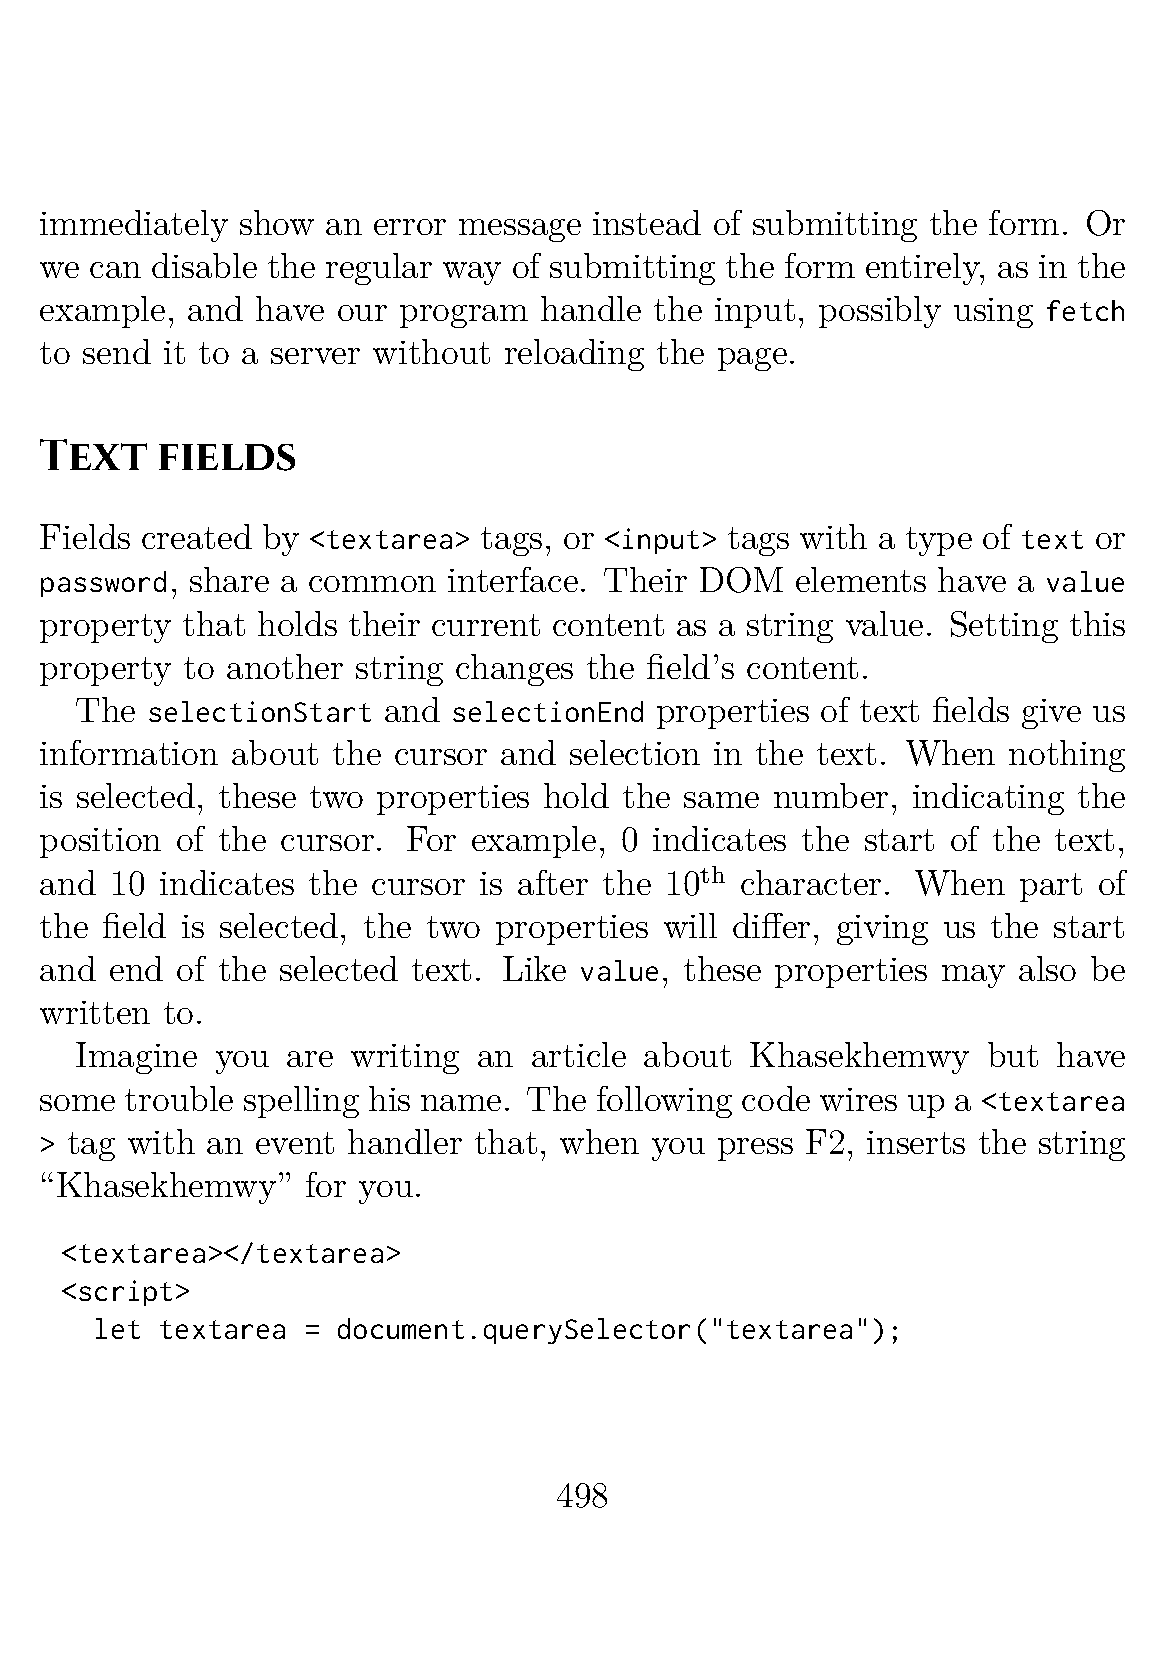 immediately show an error message instead of submitting the form. Or
we can disable the regular way of submitting the form entirely, as in the
example, and have our program handle the input, possibly using fetch
to send it to a server without reloading the page.
Text fields
Fields created by <textarea> tags, or <input> tags with a type of text or
password, share a common interface. Their DOM elements have a value
property that holds their current content as a string value. Setting this
property to another string changes the field's content.
The selectionStart and selectionEnd properties of text fields give us
information about the cursor and selection in the text. When nothing
is selected, these two properties hold the same number, indicating the
position of the cursor. For example, 0 indicates the start of the text,
and 10 indicates the cursor is after the 10th character. When part of
the field is selected, the two properties will differ, giving us the start
and end of the selected text. Like value, these properties may also be
written to.
Imagine you are writing an article about Khasekhemwy but have
some trouble spelling his name. The following code wires up a <textarea
> tag with an event handler that, when you press F2, inserts the string
“Khasekhemwy” for you.
<textarea></textarea>
<script>
  let textarea = document.querySelector("textarea");
498